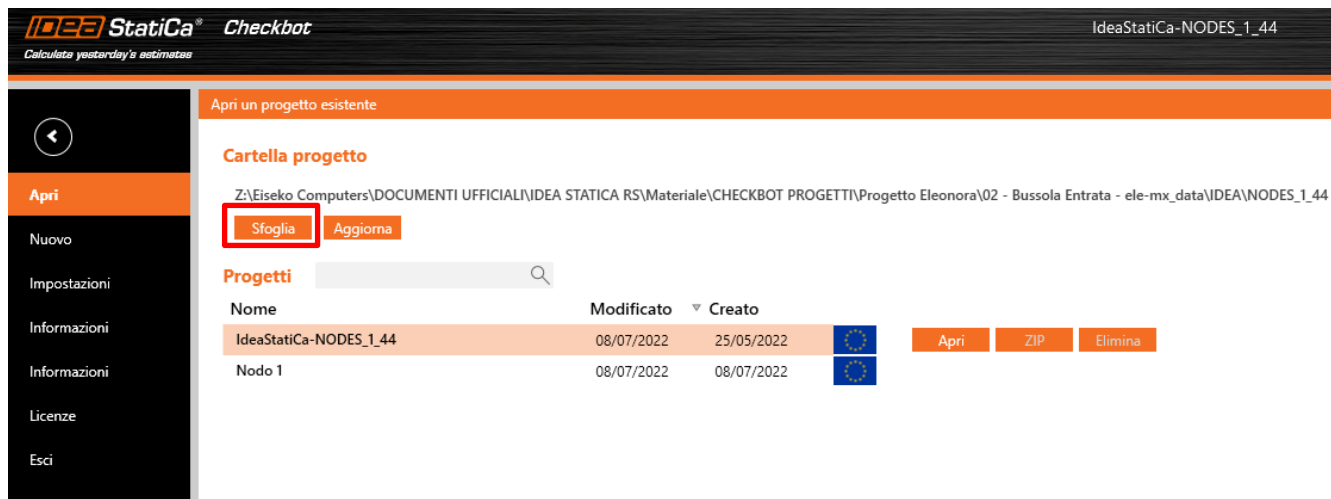 IDEA StatiCa® Checkbot
IdeaStatiCa-NODES_1_44
Calculate yesterday's estimates
Apri un progetto esistente
Cartella progetto
Apri
Z:\Eiseko Computers\DOCUMENTI UFFICIALI\IDEA STATICA RS\Materiale\CHECKBOT PROGETTI\Progetto Eleonora\02 - Bussola Entrata - ele-mx_data\IDEA\NODES_1_44
Sfoglia Aggiorna
Nuovo
Progetti
Impostazioni
Nome Modificato Creato
Informazioni
IdeaStatiCa-NODES_1_44 08/07/2022 25/05/2022 Apri ZIP Elimina
Nodo 1 08/07/2022 08/07/2022
Informazioni
Licenze
Esci